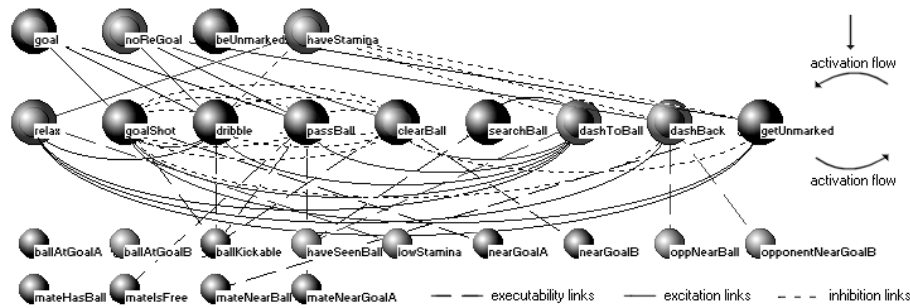 goal noReGoal beUnmarked haveStamina
activation flow
relax goalShot dribble passBall clearBall searchBall dashToBall dashBack getUnmarked
activation flow
ballAtGoalA ballAtGoalB ballKickable haveSeenBall lowStamina nearGoalA nearGoalB oppNearBall opponentNearGoalB
mateHasBall mateIsFree mateNearBall mateNearGoalA executability links excitation links inhibition links